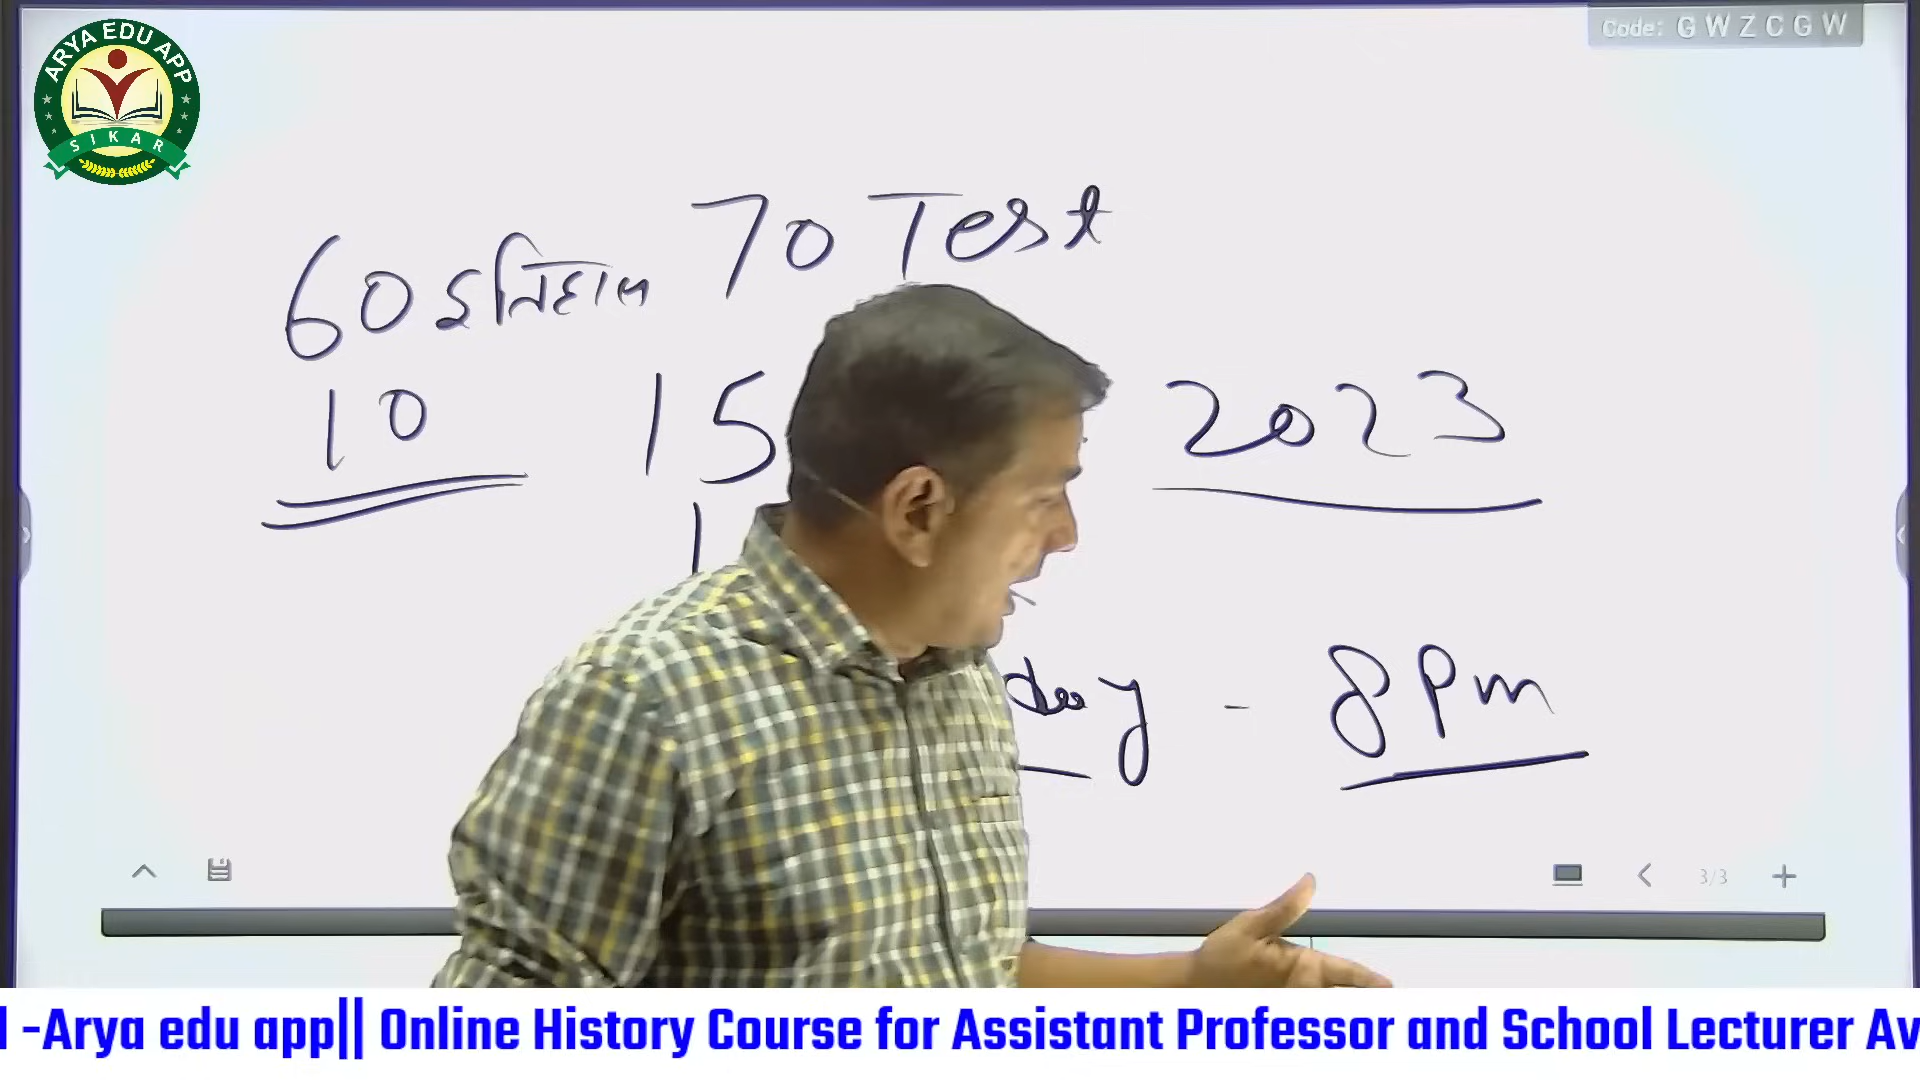 ARYA EDU APP
SIKAR
Code: GWZCGW
70 Test
60 इतिहास
10 15 2023
8 Pm
3/3
-Arya edu app|| Online History Course for Assistant Professor and School Lecturer Av